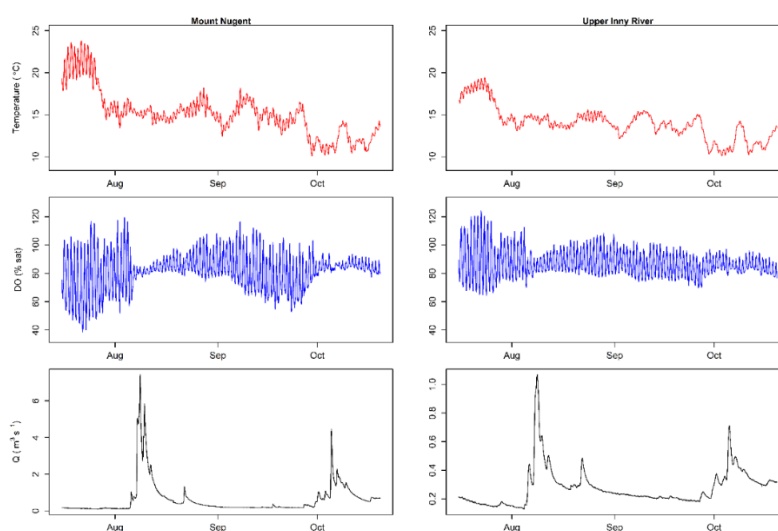 Mount Nugent
Upper Inny River
Temperature (°C)
25
20
15
10
Aug
Sep
Oct
25
20
15
10
Aug
Sep
Oct
DO (% sat)
120
100
80
60
40
Aug
Sep
Oct
120
100
80
60
40
Aug
Sep
Oct
Q (m³ s⁻¹)
6
4
2
0
Aug
Sep
Oct
1.0
0.8
0.6
0.4
0.2
Aug
Sep
Oct